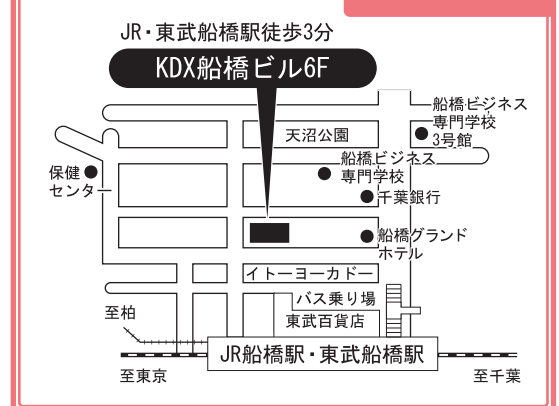 JR・東武船橋駅徒歩3分
KDX船橋ビル6F
船橋ビジネス
専門学校
3号館
天沼公園
船橋ビジネス
専門学校
保健
センター
千葉銀行
船橋グランド
ホテル
イトーヨーカドー
バス乗り場
至柏
東武百貨店
JR船橋駅・東武船橋駅
至東京
至千葉